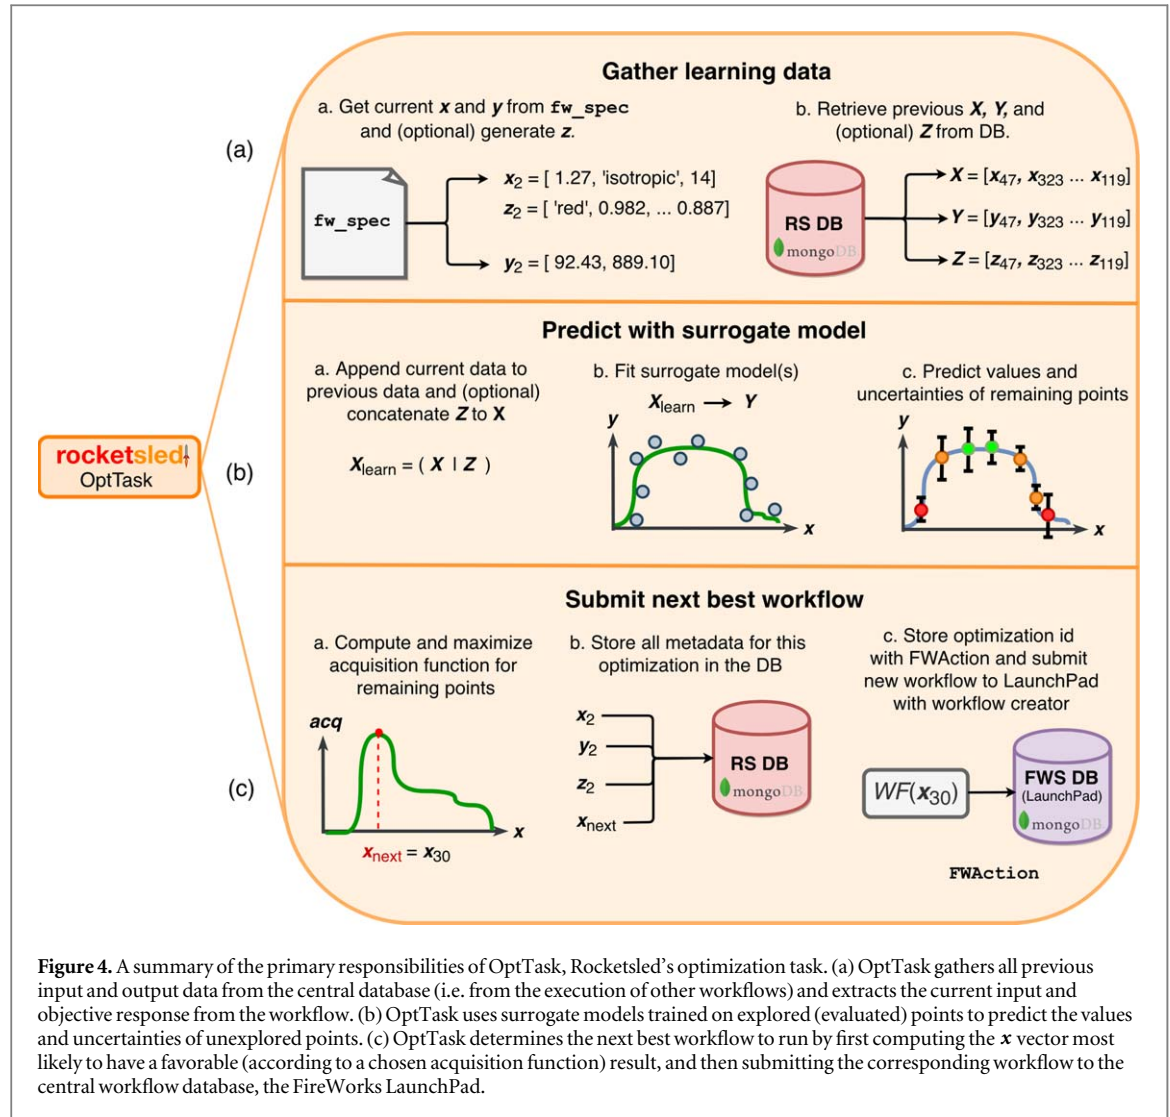 Gather learning data
a. Get current x and y from fw_spec
and (optional) generate z.
b. Retrieve previous X, Y, and
(optional) Z from DB.
(a)
fw_spec
x2 = [ 1.27, 'isotropic', 14]
z2 = [ 'red', 0.982, ... 0.887]
y2 = [ 92.43, 889.10]
RS DB
mongoDB
X = [x47, x323 ... x119]
Y = [y47, y323 ... y119]
Z = [z47, z323 ... z119]
Predict with surrogate model
a. Append current data to
previous data and (optional)
concatenate Z to X
Xlearn = ( X | Z )
b. Fit surrogate model(s)
Xlearn → Y
y
x
c. Predict values and
uncertainties of remaining points
y
x
rocketsled
OptTask
(b)
Submit next best workflow
a. Compute and maximize
acquisition function for
remaining points
acq
x
xnext = x30
b. Store all metadata for this
optimization in the DB
x2
y2
z2
xnext
RS DB
mongoDB
c. Store optimization id
with FWAction and submit
new workflow to LaunchPad
with workflow creator
WF(x30)
FWS DB
(LaunchPad)
mongoDB
FWAction
(c)
Figure 4. A summary of the primary responsibilities of OptTask, Rocketsled's optimization task. (a) OptTask gathers all previous
input and output data from the central database (i.e. from the execution of other workflows) and extracts the current input and
objective response from the workflow. (b) OptTask uses surrogate models trained on explored (evaluated) points to predict the values
and uncertainties of unexplored points. (c) OptTask determines the next best workflow to run by first computing the x vector most
likely to have a favorable (according to a chosen acquisition function) result, and then submitting the corresponding workflow to the
central workflow database, the FireWorks LaunchPad.